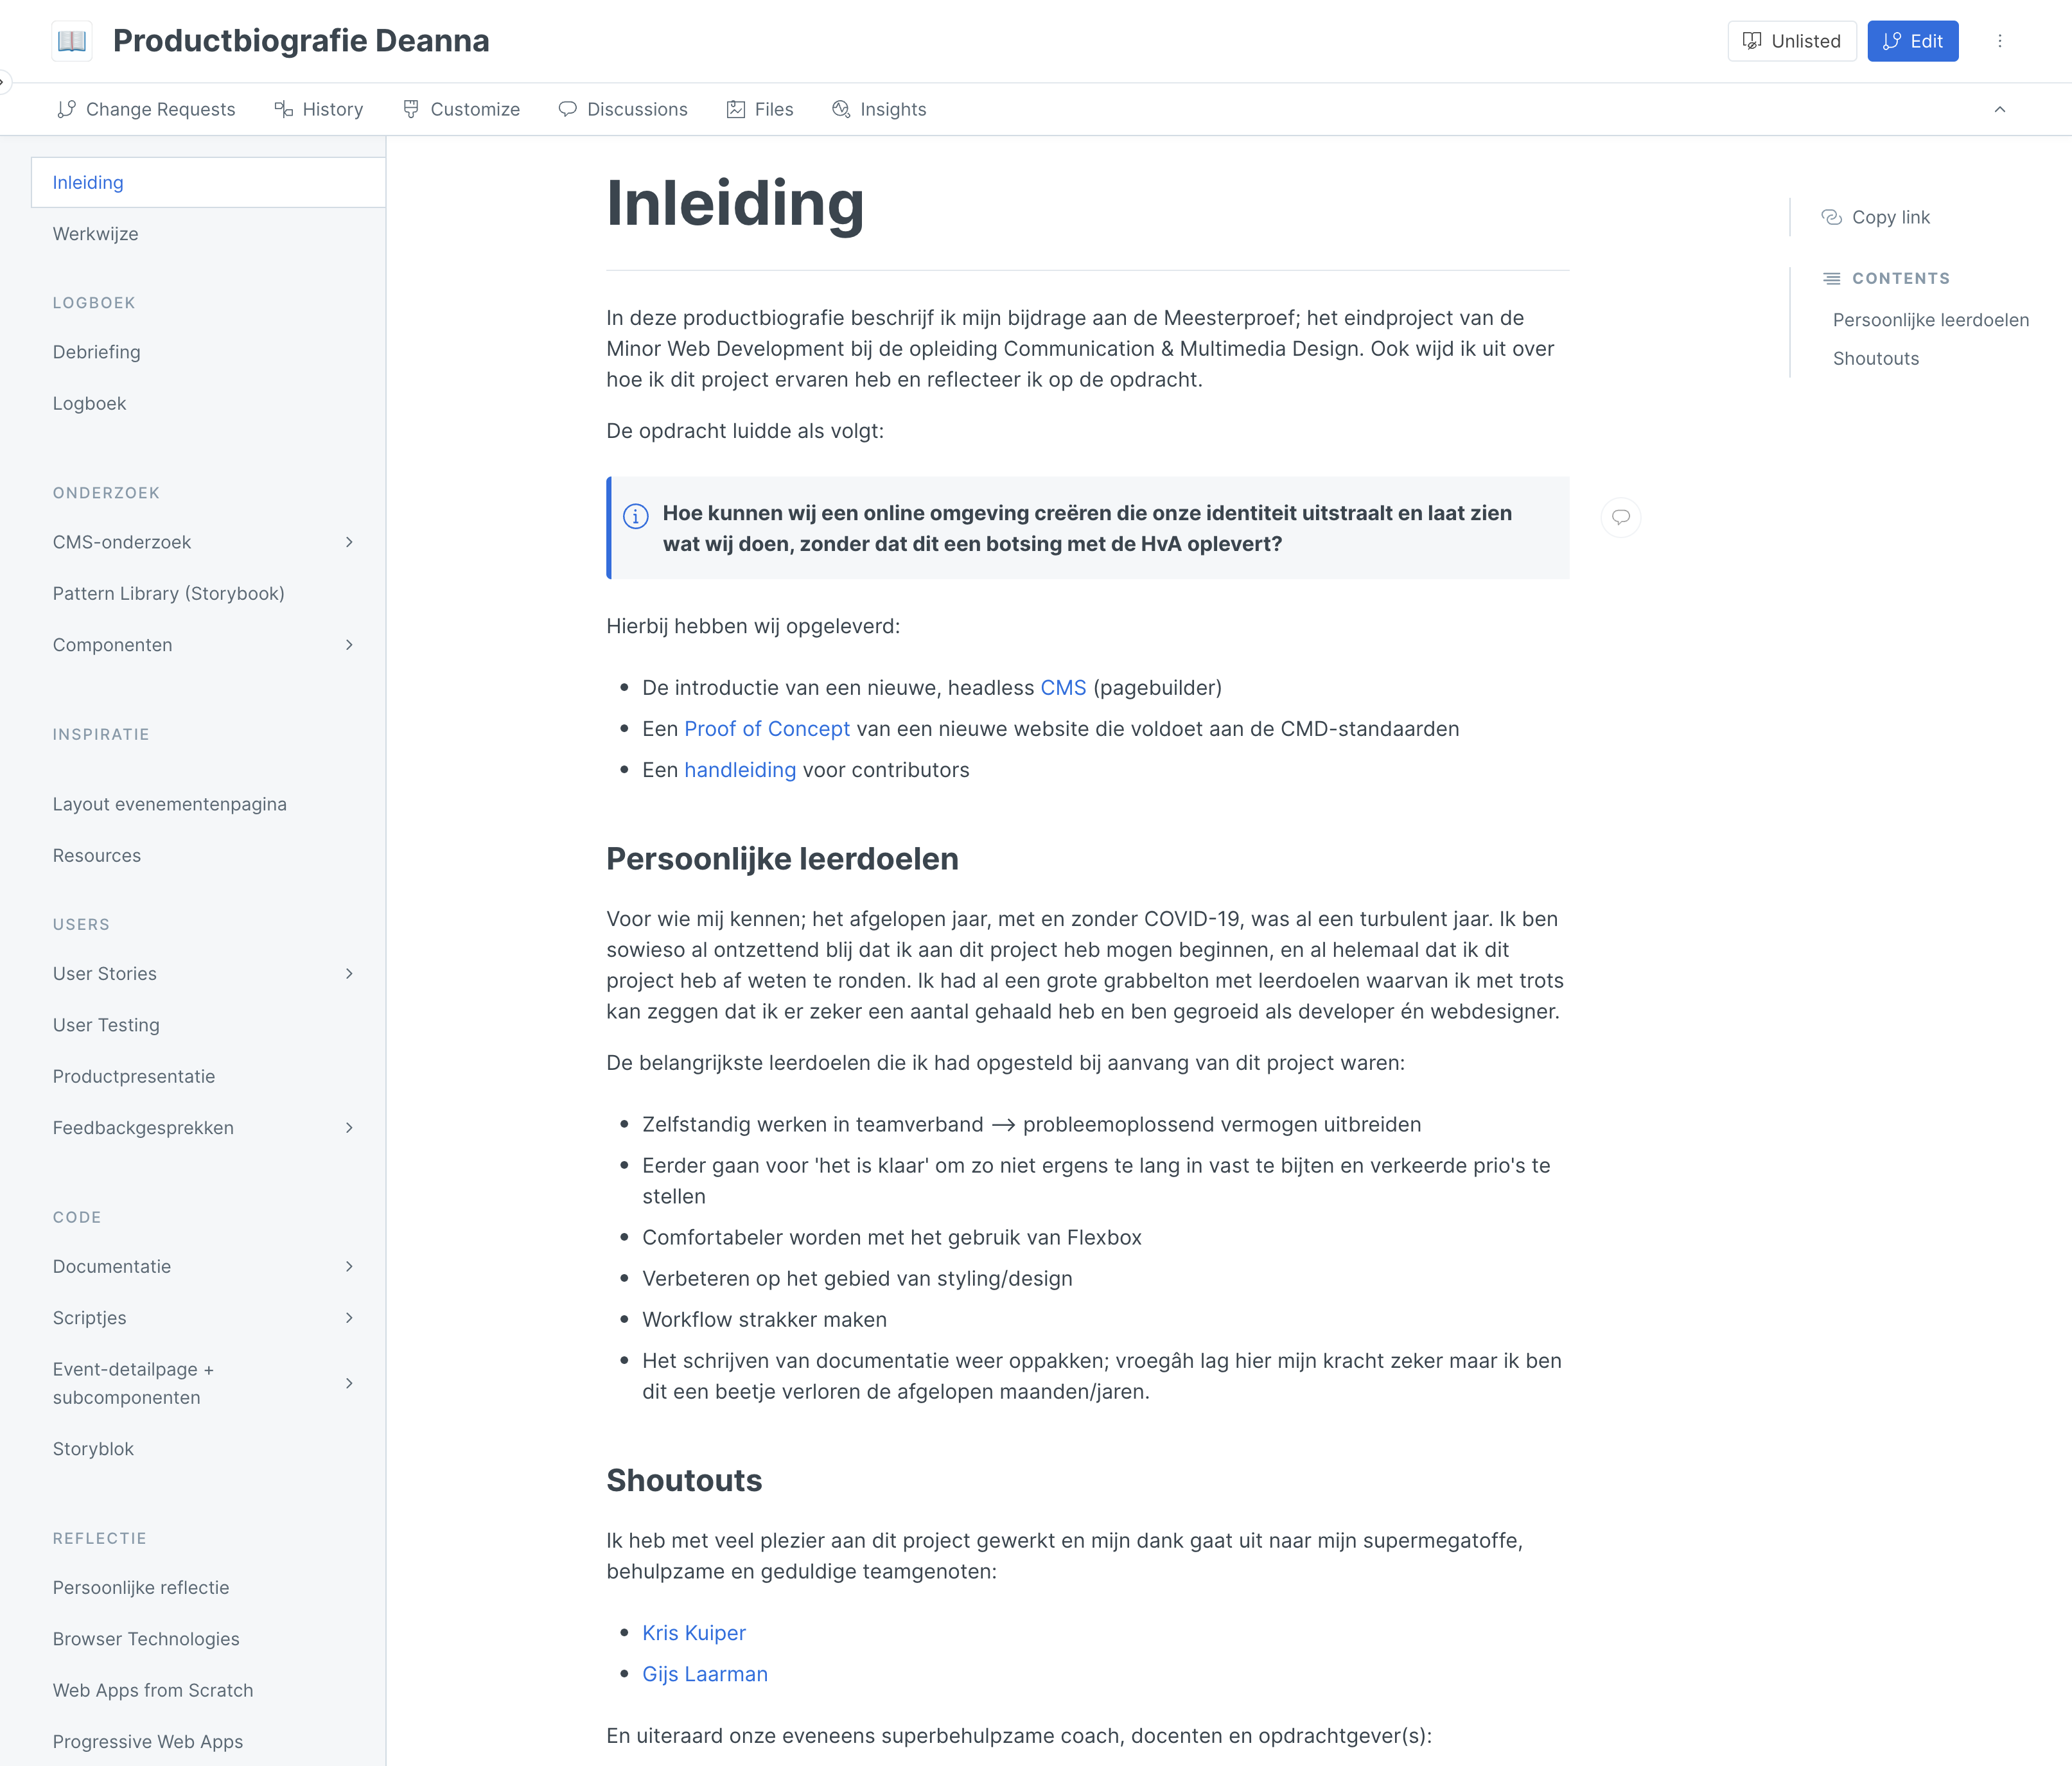 Productbiografie Deanna
Unlisted
Edit
Change Requests
History
Customize
Discussions
Files
Insights
Inleiding
Werkwijze
LOGBOEK
Debriefing
Logboek
ONDERZOEK
CMS-onderzoek
Pattern Library (Storybook)
Componenten
INSPIRATIE
Layout evenementenpagina
Resources
USERS
User Stories
User Testing
Productpresentatie
Feedbackgesprekken
CODE
Documentatie
Scriptjes
Event-detailpage +
subcomponenten
Storyblok
REFLECTIE
Persoonlijke reflectie
Browser Technologies
Web Apps from Scratch
Progressive Web Apps
Inleiding
In deze productbiografie beschrijf ik mijn bijdrage aan de Meesterproef; het eindproject van de
Minor Web Development bij de opleiding Communication & Multimedia Design. Ook wijd ik uit over
hoe ik dit project ervaren heb en reflecteer ik op de opdracht.
De opdracht luidde als volgt:
Hoe kunnen wij een online omgeving creëren die onze identiteit uitstraalt en laat zien
wat wij doen, zonder dat dit een botsing met de HvA oplevert?
Hierbij hebben wij opgeleverd:
• De introductie van een nieuwe, headless CMS (pagebuilder)
• Een Proof of Concept van een nieuwe website die voldoet aan de CMD-standaarden
• Een handleiding voor contributors
Persoonlijke leerdoelen
Voor wie mij kennen; het afgelopen jaar, met en zonder COVID-19, was al een turbulent jaar. Ik ben
sowieso al ontzettend blij dat ik aan dit project heb mogen beginnen, en al helemaal dat ik dit
project heb af weten te ronden. Ik had al een grote grabbelton met leerdoelen waarvan ik met trots
kan zeggen dat ik er zeker een aantal gehaald heb en ben gegroeid als developer én webdesigner.
De belangrijkste leerdoelen die ik had opgesteld bij aanvang van dit project waren:
• Zelfstandig werken in teamverband → probleemoplossend vermogen uitbreiden
• Eerder gaan voor 'het is klaar' om zo niet ergens te lang in vast te bijten en verkeerde prio's te
stellen
• Comfortabeler worden met het gebruik van Flexbox
• Verbeteren op het gebied van styling/design
• Workflow strakker maken
• Het schrijven van documentatie weer oppakken; vroegâh lag hier mijn kracht zeker maar ik ben
dit een beetje verloren de afgelopen maanden/jaren.
Shoutouts
Ik heb met veel plezier aan dit project gewerkt en mijn dank gaat uit naar mijn supermegatoffe,
behulpzame en geduldige teamgenoten:
• Kris Kuiper
• Gijs Laarman
En uiteraard onze eveneens superbehulpzame coach, docenten en opdrachtgever(s):
Copy link
CONTENTS
Persoonlijke leerdoelen
Shoutouts